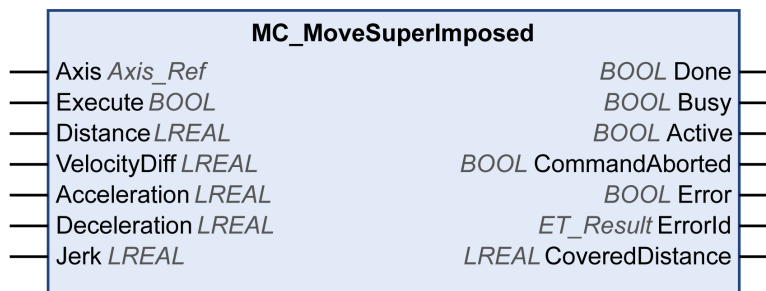 MC_MoveSuperImposed
Axis Axis_Ref BOOL Done
Execute BOOL BOOL Busy
Distance LREAL BOOL Active
VelocityDiff LREAL BOOL CommandAborted
Acceleration LREAL BOOL Error
Deceleration LREAL ET_Result ErrorId
Jerk LREAL LREAL CoveredDistance